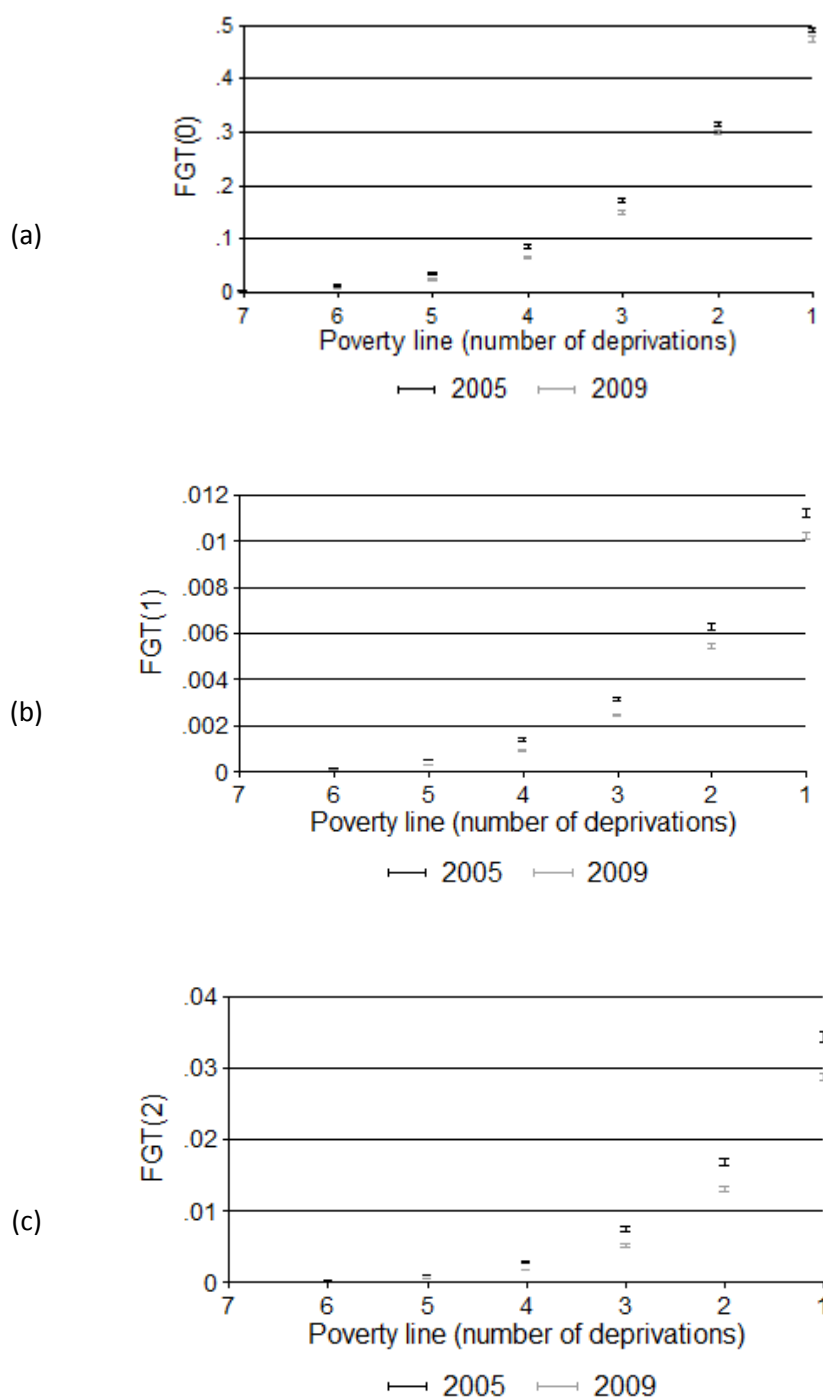 .5
.4
.3
.2
.1
0
FGT(0)
(a)
7 6 5 4 3 2 1
Poverty line (number of deprivations)
2005 2009
.012
.01
.008
.006
.004
.002
0
FGT(1)
(b)
7 6 5 4 3 2 1
Poverty line (number of deprivations)
2005 2009
.04
.03
.02
.01
0
FGT(2)
(c)
7 6 5 4 3 2 1
Poverty line (number of deprivations)
2005 2009